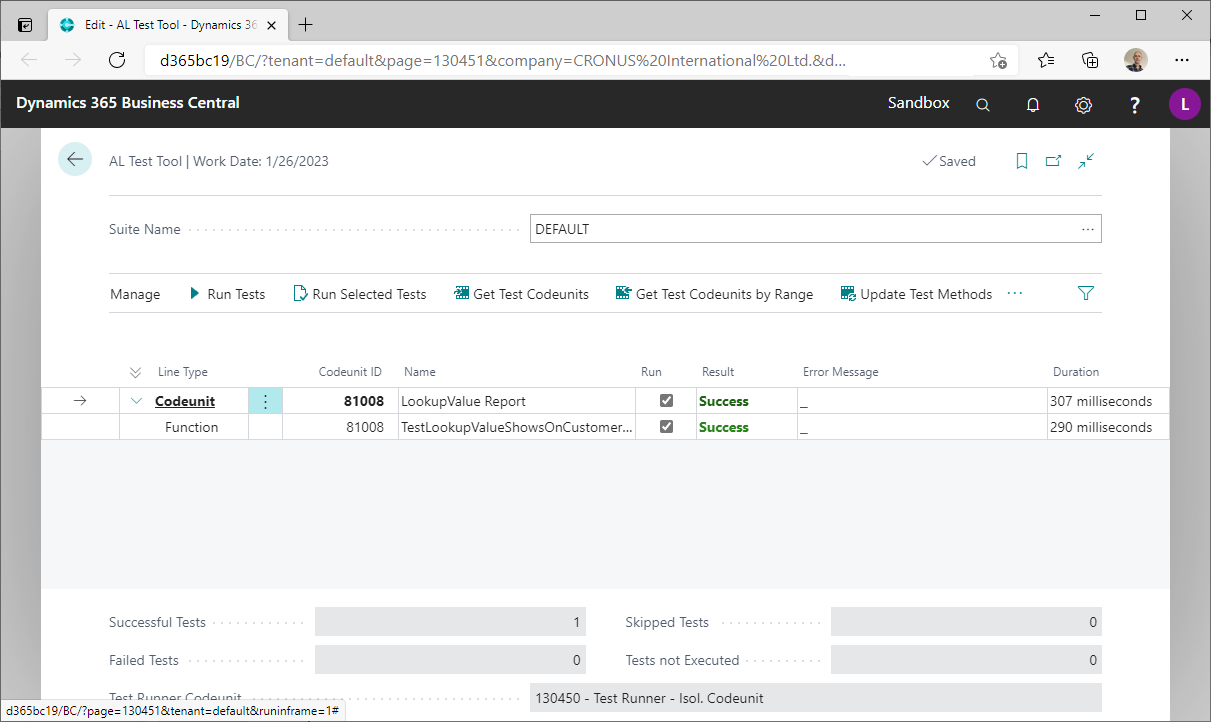 Edit - AL Test Tool - Dynamics 36
d365bc19/BC/?tenant=default&page=130451&company=CRONUS%20International%20Ltd.&d...
Dynamics 365 Business Central
Sandbox
?
L
AL Test Tool | Work Date: 1/26/2023
Saved
Suite Name
DEFAULT
...
Manage
Run Tests
Run Selected Tests
Get Test Codeunits
Get Test Codeunits by Range
Update Test Methods
...
Line Type Codeunit ID Name Run Result Error Message Duration
Codeunit 81008 LookupValue Report Success _ 307 milliseconds
Function 81008 TestLookupValueShowsOnCustomer... Success _ 290 milliseconds
Successful Tests 1 Skipped Tests 0
Failed Tests 0 Tests not Executed 0
Test Runner Codeunit 130450 - Test Runner - Isol. Codeunit
d365bc19/BC/?page=130451&tenant=default&runinframe=1#